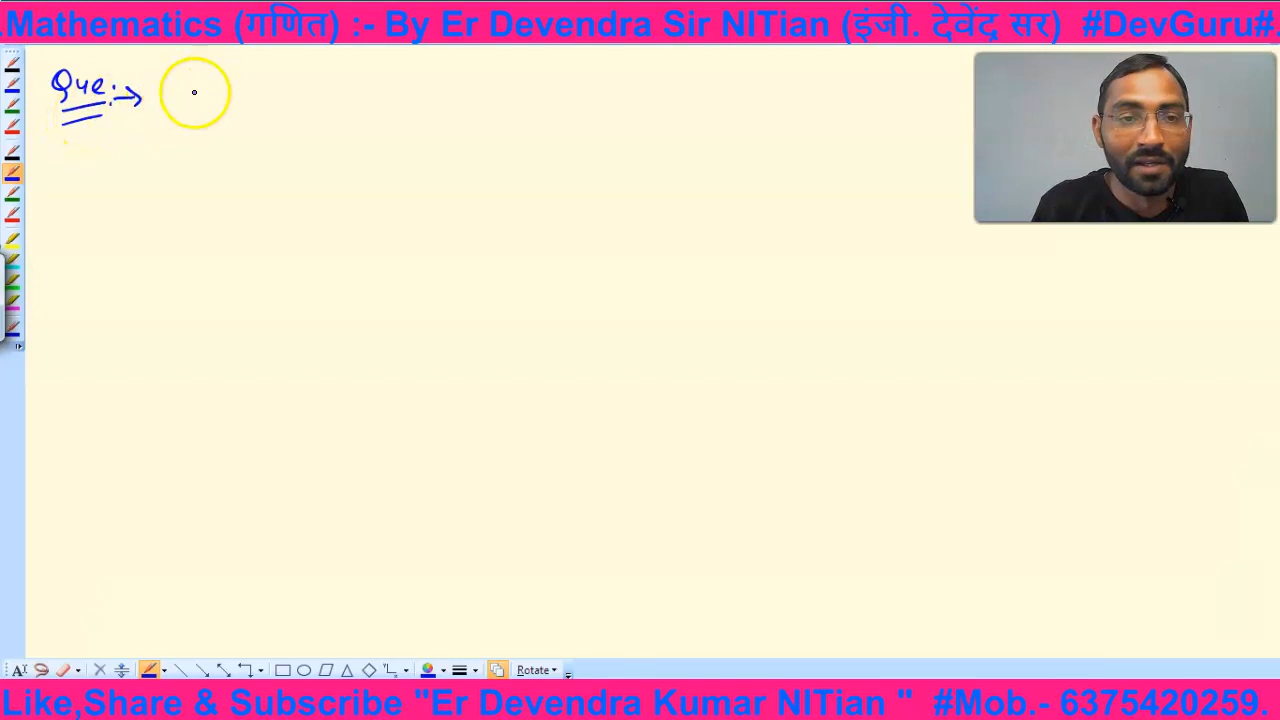 .Mathematics (गणित) :- By Er Devendra Sir NITian (इंजी. देवेंद्र सर) #DevGuru#.
Que:→
A
Rotate
Like,Share & Subscribe "Er Devendra Kumar NITian " #Mob.- 6375420259.